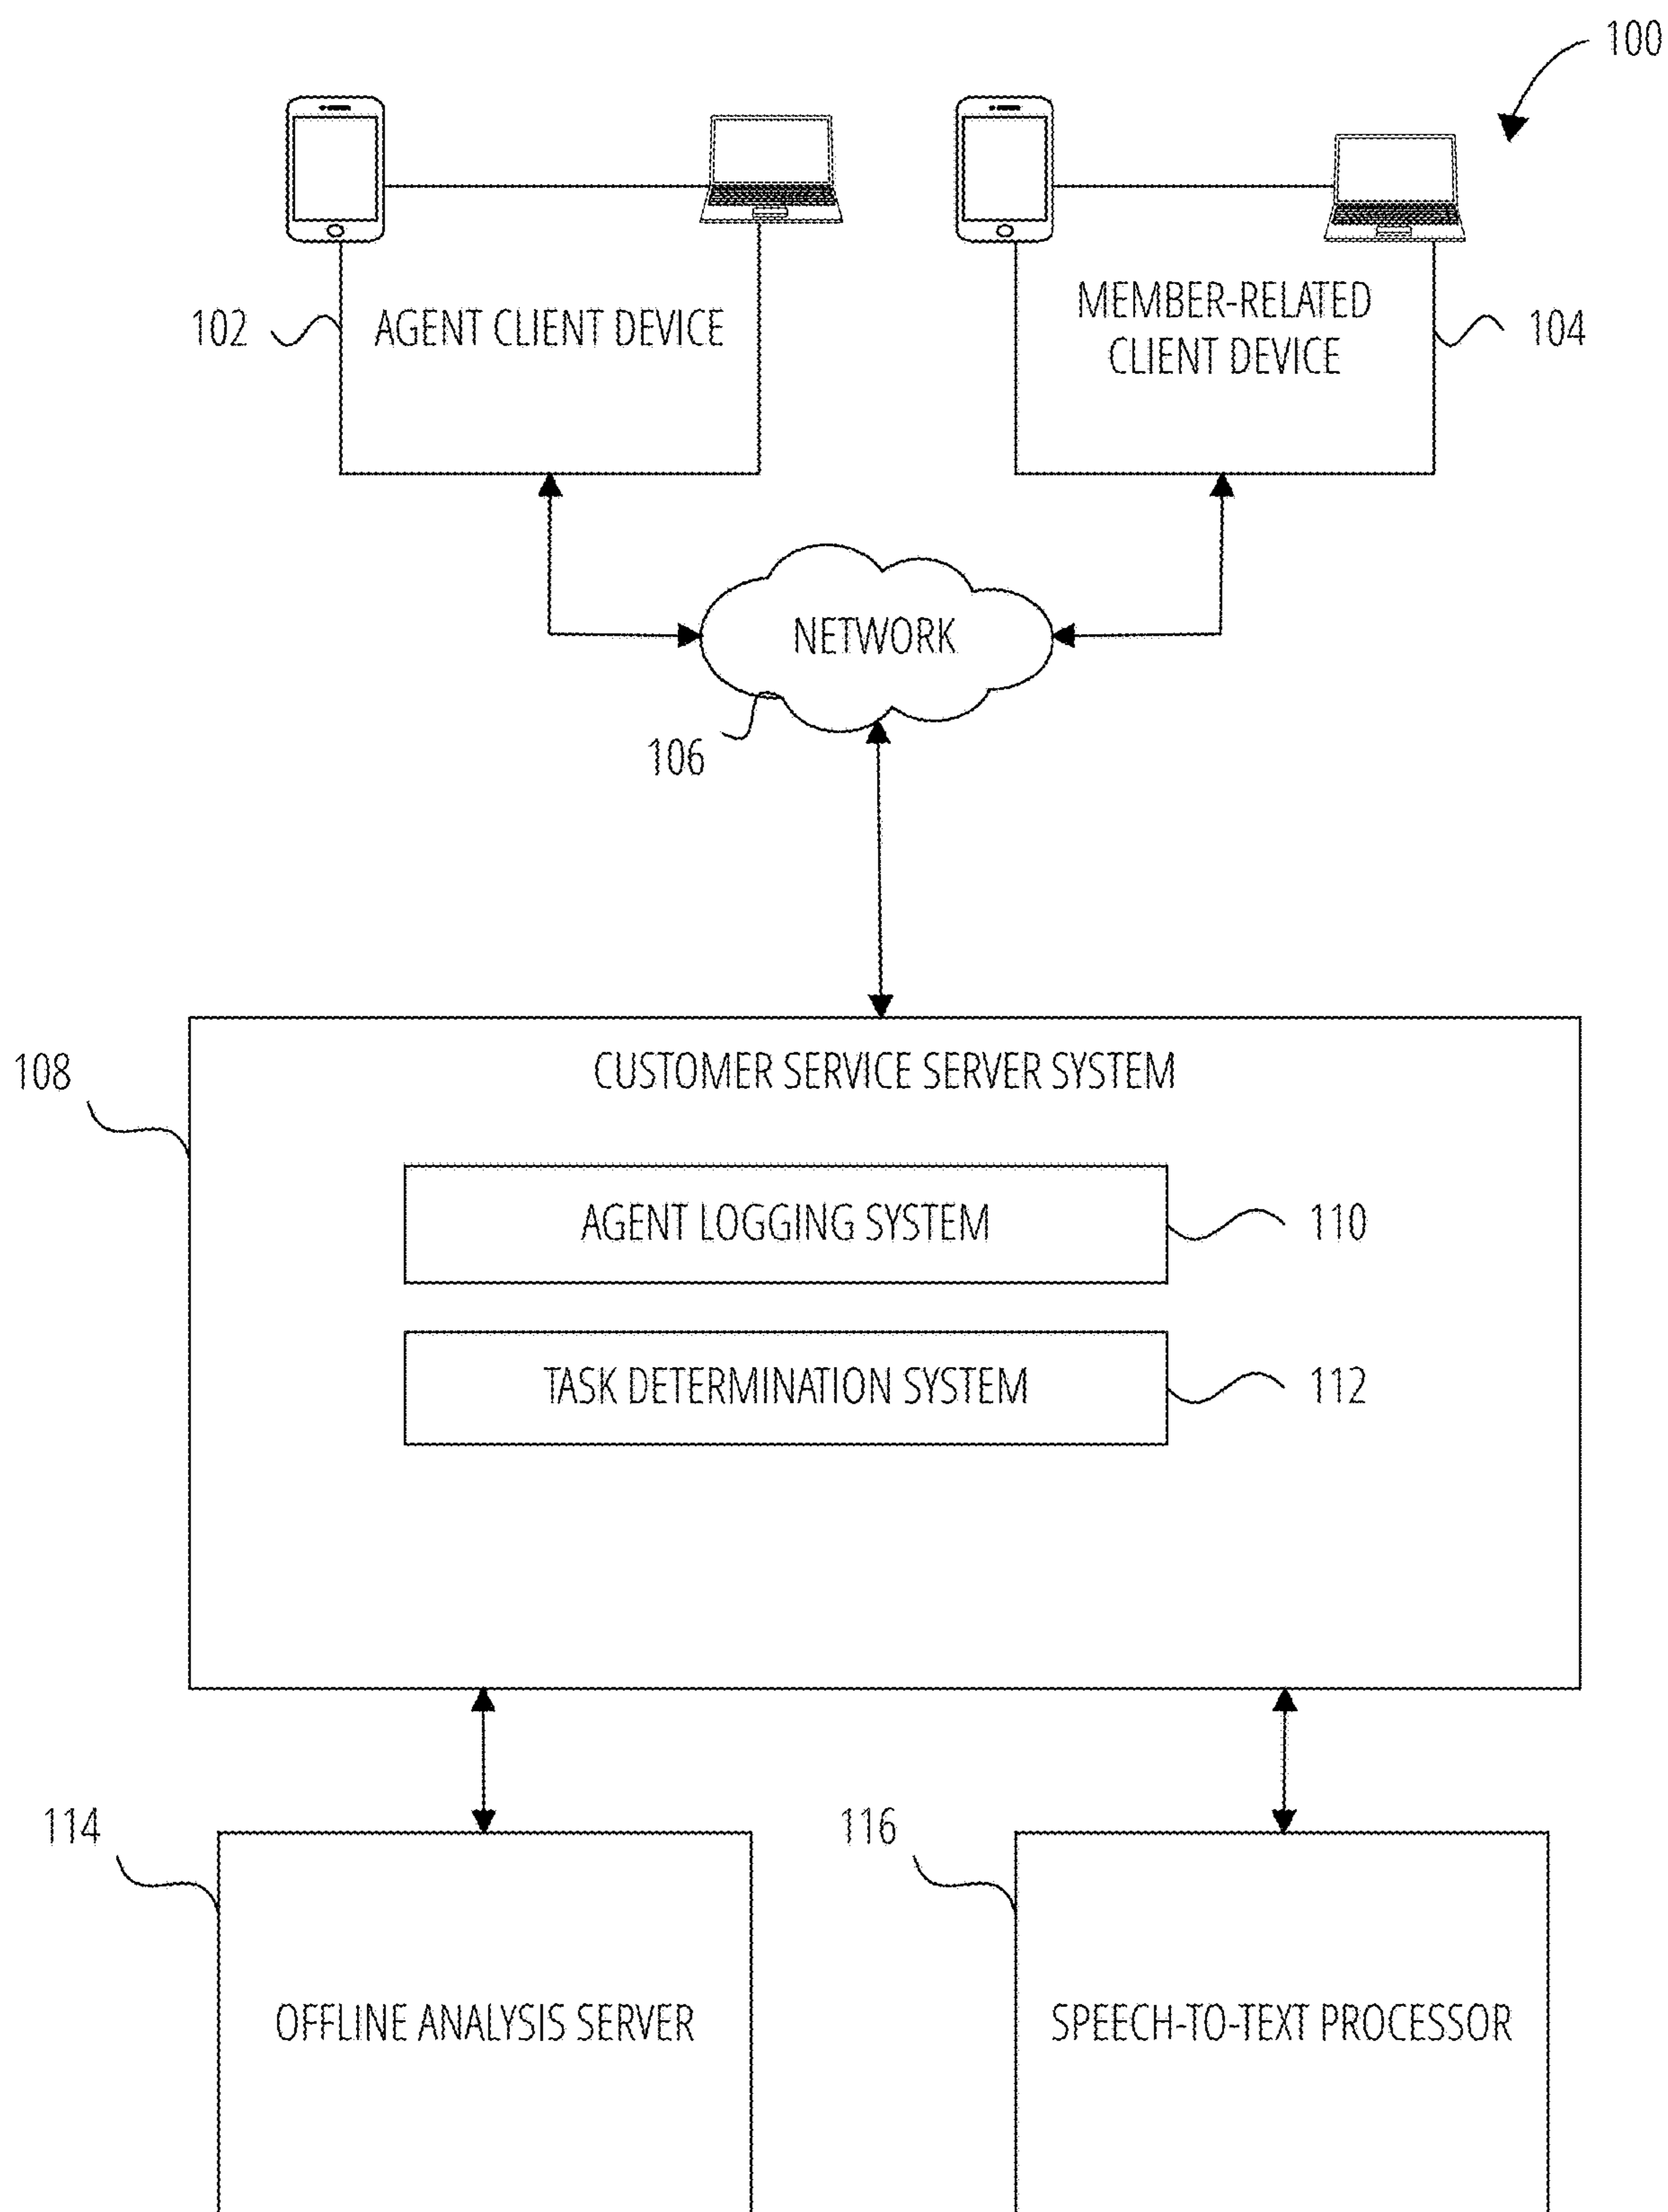 100
102
AGENT CLIENT DEVICE
MEMBER-RELATED
CLIENT DEVICE
104
NETWORK
106
108
CUSTOMER SERVICE SERVER SYSTEM
AGENT LOGGING SYSTEM
110
TASK DETERMINATION SYSTEM
112
114
116
OFFLINE ANALYSIS SERVER
SPEECH-TO-TEXT PROCESSOR